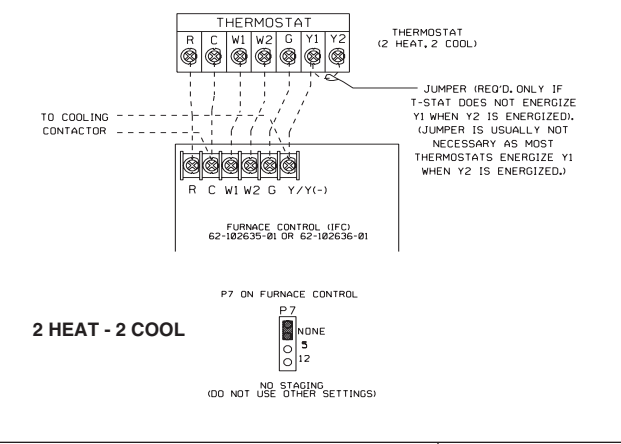 THERMOSTAT
R C W1 W2 G Y1 Y2
THERMOSTAT
(2 HEAT, 2 COOL)
JUMPER (REQ'D. ONLY IF
T-STAT DOES NOT ENERGIZE
Y1 WHEN Y2 IS ENERGIZED).
(JUMPER IS USUALLY NOT
NECESSARY AS MOST
THERMOSTATS ENERGIZE Y1
WHEN Y2 IS ENERGIZED.)
TO COOLING
CONTACTOR
R C W1 W2 G Y/Y(-)
FURNACE CONTROL (IFC)
62-102635-01 OR 62-102636-01
P7 ON FURNACE CONTROL
P7
NONE
5
12
2 HEAT - 2 COOL
NO STAGING
(DO NOT USE OTHER SETTINGS)